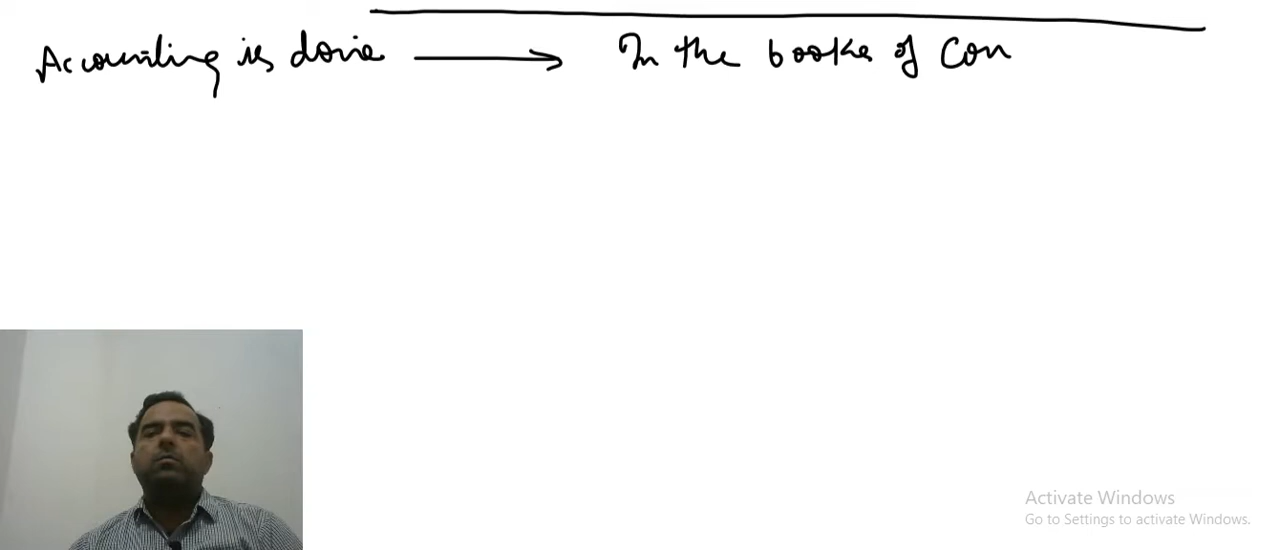 Accounting is done → In the books of Con
Activate Windows
Go to Settings to activate Windows.